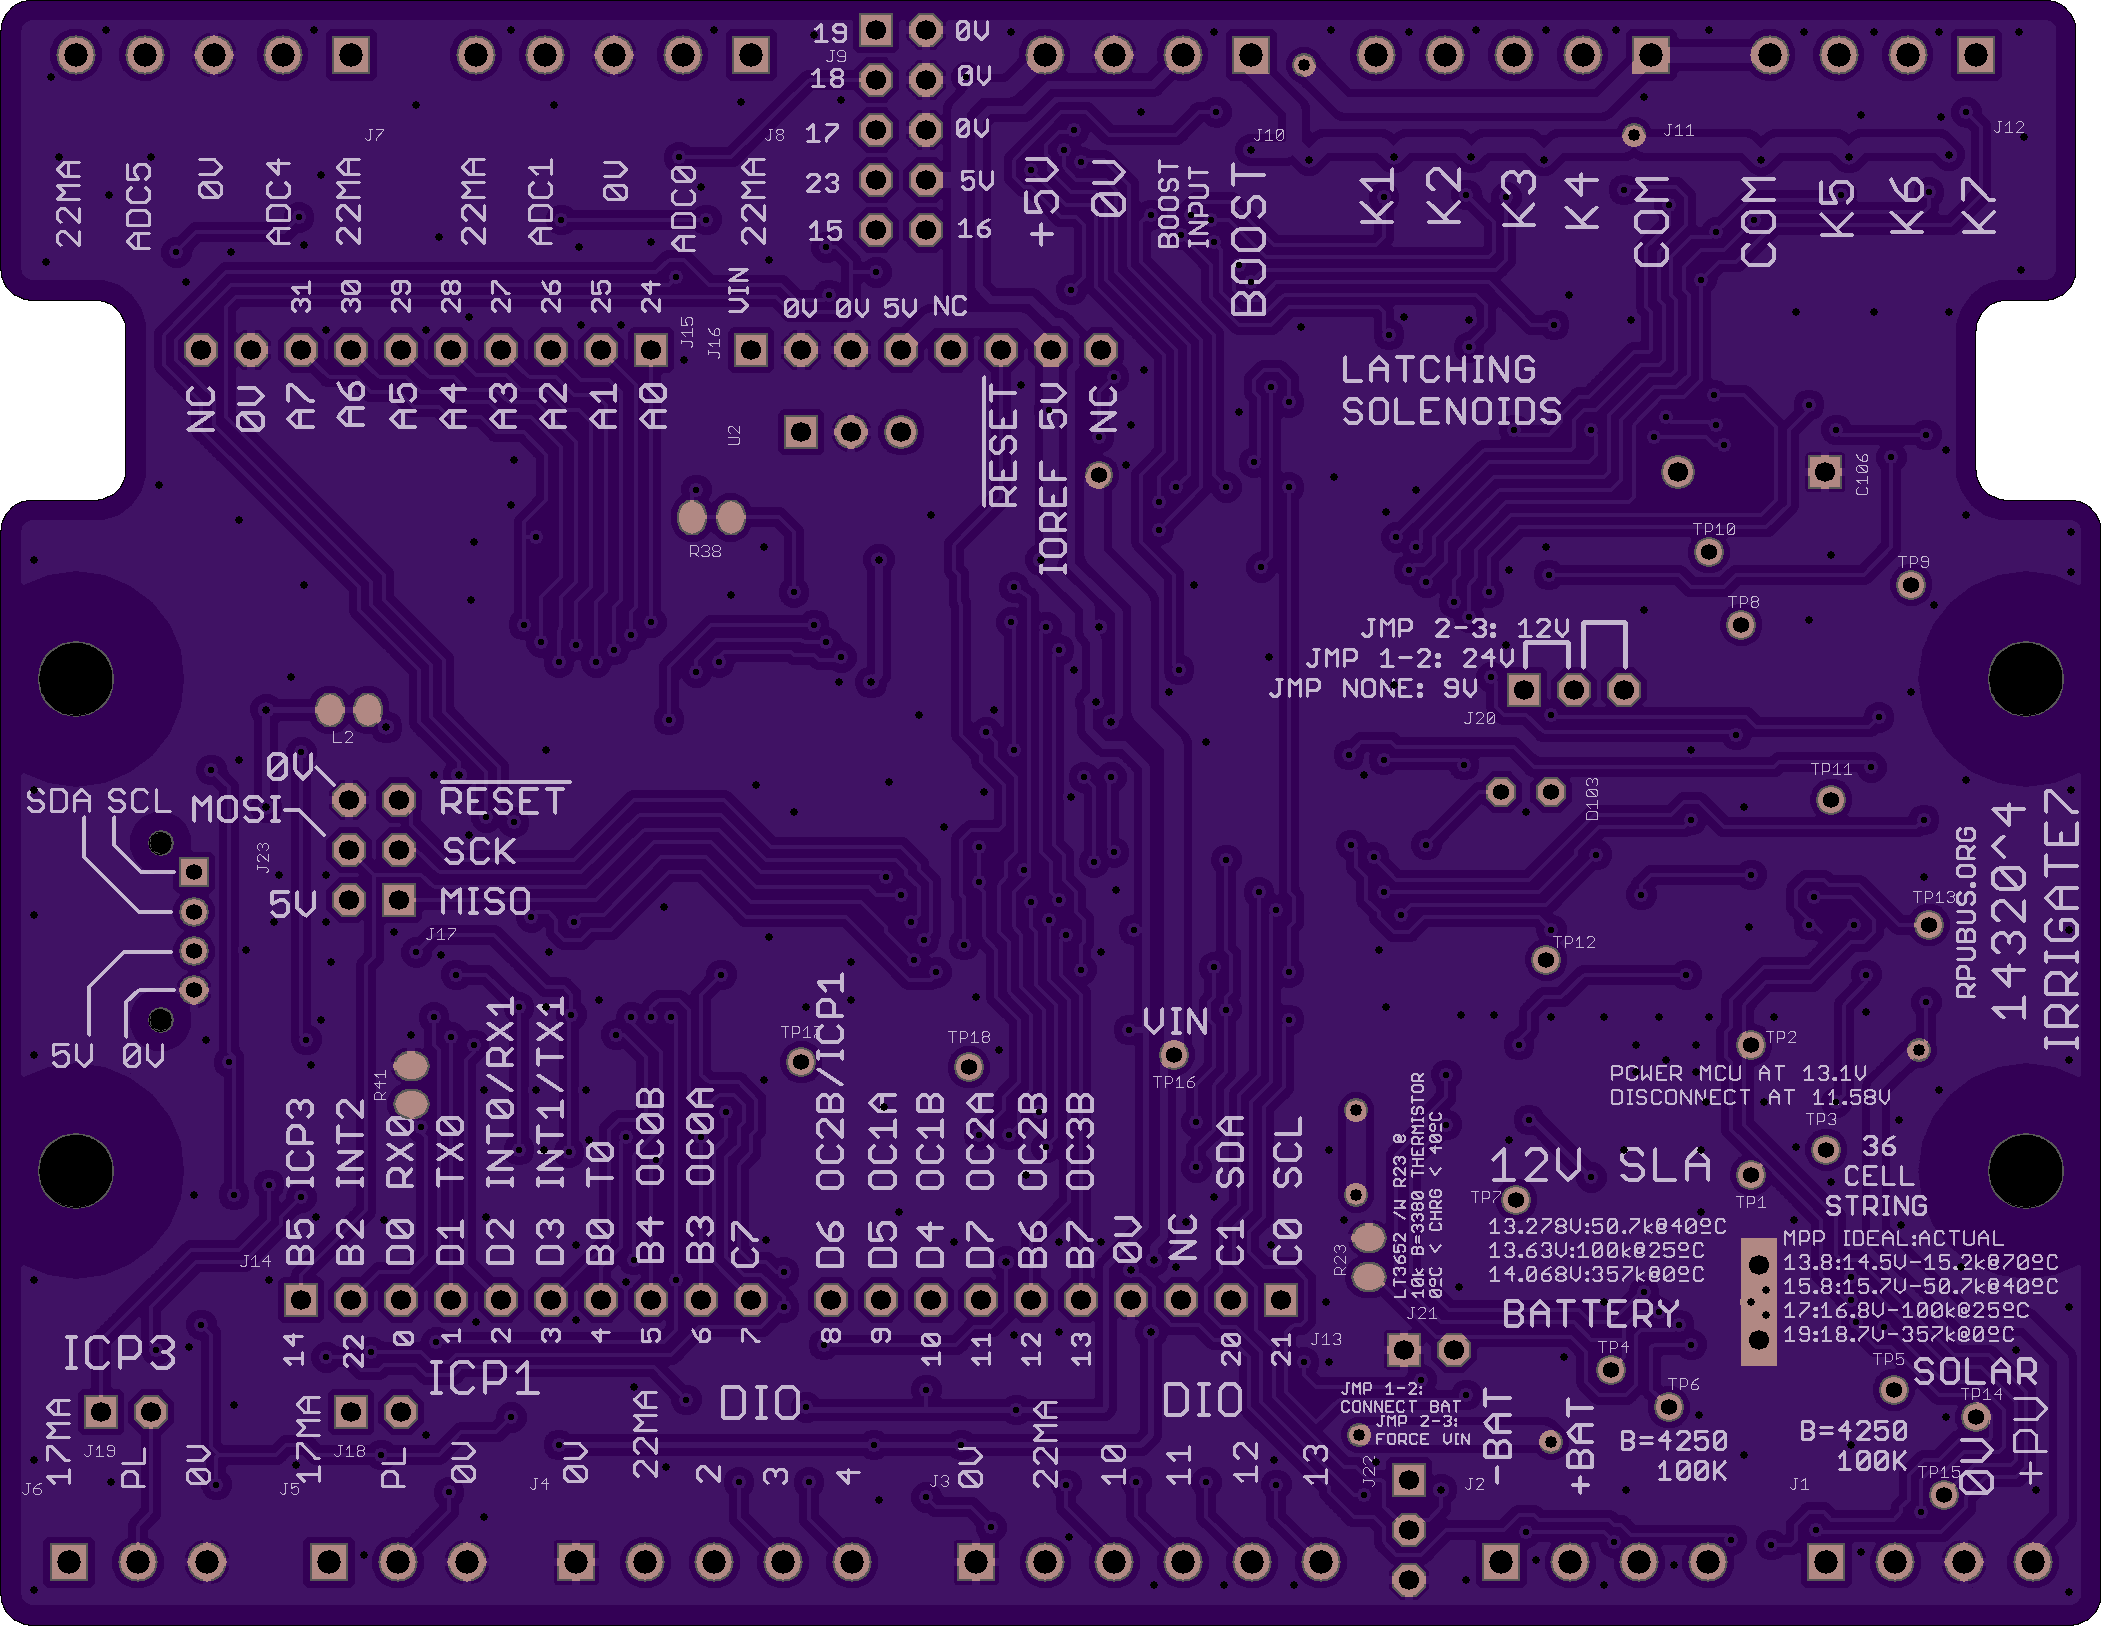 19 0V
J9
18 0V
17 0V
23 5V
15 16
J7
J8
J10
J11
J12
22MA
ADC5
0V
ADC4
22MA
22MA
ADC1
0V
ADC0
22MA
+5V
0V
BOOST
INPUT
BOOST
K1
K2
K3
K4
COM
COM
K5
K6
K7
31
30
29
28
27
26
25
24
J15
J16
VIN
0V 0V 5V NC
NC
0V
A7
A6
A5
A4
A3
A2
A1
A0
U2
RESET
IOREF 5V
NC
LATCHING
SOLENOIDS
C106
R38
TP10
TP9
TP8
JMP 2-3: 12V
JMP 1-2: 24V
JMP NONE: 9V
J20
L2
0V
SDA SCL
MOSI
RESET
SCK
5V
MISO
J23
J17
5V 0V
D103
TP11
TP13
TP12
RPUBUS.ORG
14320^4
IRRIGATE7
TP17
TP18
VIN
TP16
TP2
POWER MCU AT 13.1V
DISCONNECT AT 11.58V
TP3
36
CELL
STRING
12V SLA
TP7
TP1
13.278V:50.7k@40ºC
13.63V:100k@25ºC
14.068V:357k@0ºC
BATTERY
MPP IDEAL:ACTUAL
13.8:14.5V-15.2k@70ºC
15.8:15.7V-50.7k@40ºC
17:16.8V-100k@25ºC
19:18.7V-357k@0ºC
R41
R23
LT3652 /W R23 @
10k B=3380 THERMISTOR
0ºC < CHRG < 40ºC
J14
B5 ICP3
B2 INT2
D0 RX0
D1 TX0
D2 INT0/RX1
D3 INT1/TX1
B0 T0
B4 OC0B
B3 OC0A
C7
D6 OC2B/ICP1
D5 OC1A
D4 OC1B
D7 OC2A
B6 OC2B
B7 OC3B
0V
NC
C1 SDA
C0 SCL
14
22
0
1
2
3
4
5
6
7
8
9
10
11
12
13
20
21
J13
J21
TP4
TP5
TP6
TP14
TP15
SOLAR
ICP3
ICP1
DIO
DIO
JMP 1-2:
CONNECT BAT
JMP 2-3:
FORCE VIN
J6
17MA
J19
PL
0V
J5
17MA
J18
PL
0V
J4
0V
22MA
2
3
4
J3
0V
22MA
10
11
12
13
J22
J2
-BAT
+BAT
B=4250
100K
J1
B=4250
100K
0V
+PV